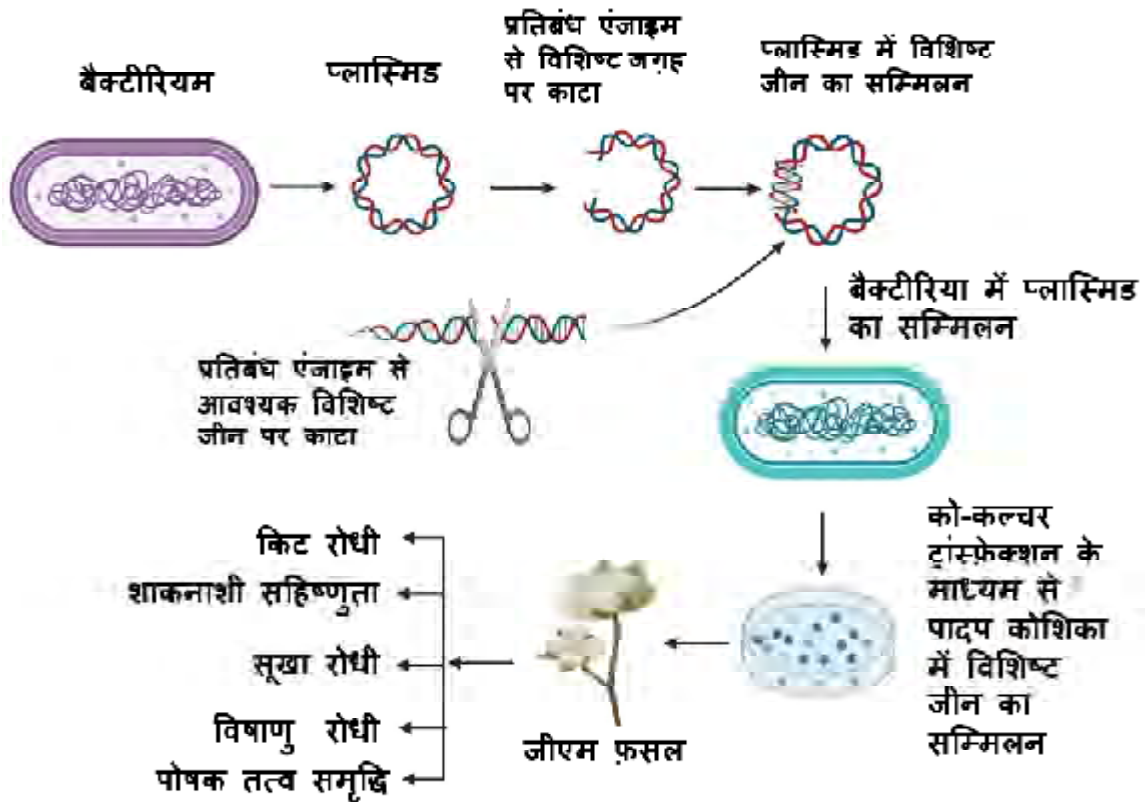 बैक्टीरियम
प्लास्मिड
प्रतिबंध एंजाइम
से विशिष्ट जगह
पर काटा
प्लास्मिड में विशिष्ट
जीन का सम्मिलन
प्रतिबंध एंजाइम से
आवश्यक विशिष्ट
जीन पर काटा
बैक्टीरिया में प्लास्मिड
का सम्मिलन
को-कल्चर
ट्रांस्फ़ेक्शन के
माध्यम से
पादप कोशिका
में विशिष्ट
जीन का
सम्मिलन
जीएम फ़सल
किट रोधी
शाकनाशी सहिष्णुता
सूखा रोधी
विषाणु रोधी
पोषक तत्व समृद्धि